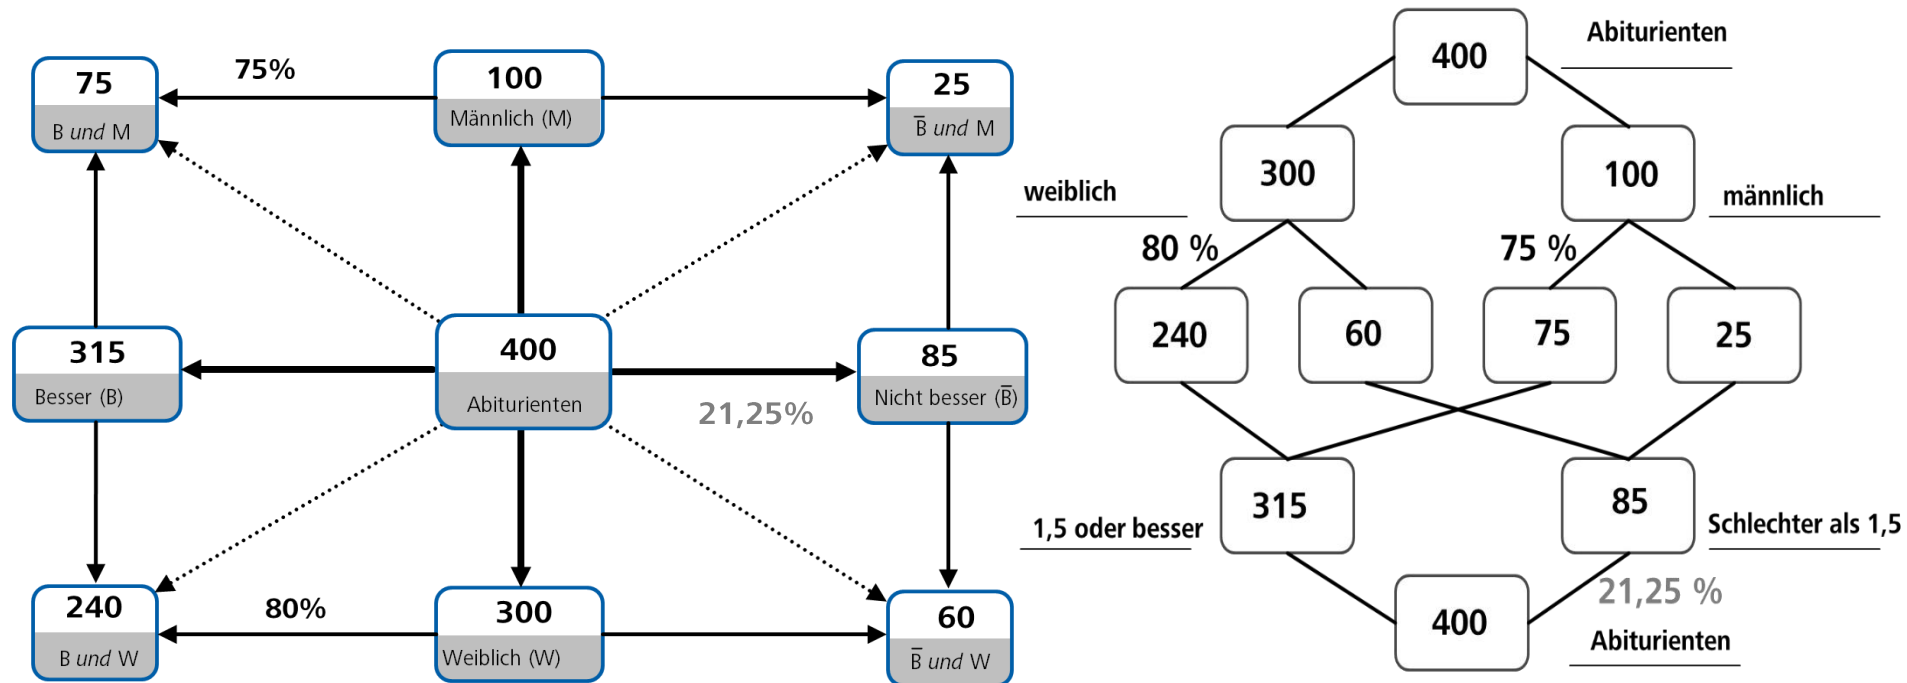 75
B und M
75%
100
Männlich (M)
25
B̅ und M
315
Besser (B)
400
Abiturienten
21,25%
85
Nicht besser (B̅)
240
B und W
80%
300
Weiblich (W)
60
B̅ und W
400
Abiturienten
300
100
weiblich
männlich
80 %
75 %
240
60
75
25
315
85
1,5 oder besser
Schlechter als 1,5
21,25 %
400
Abiturienten